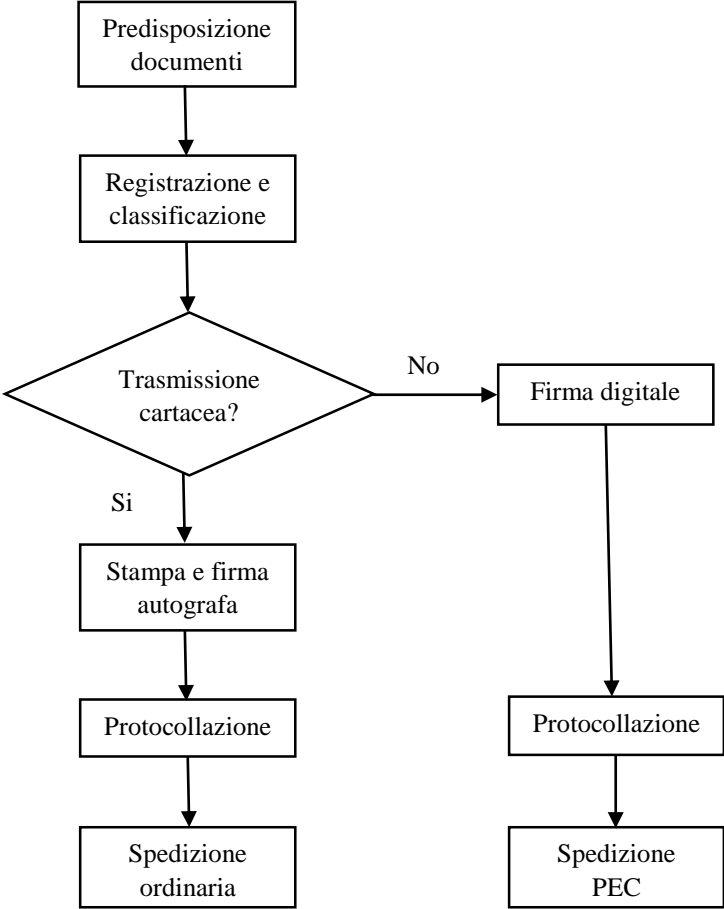 Predisposizione
documenti
Registrazione e
classificazione
Trasmissione
cartacea?
No
Firma digitale
Si
Stampa e firma
autografa
Protocollazione
Protocollazione
Spedizione
ordinaria
Spedizione
PEC